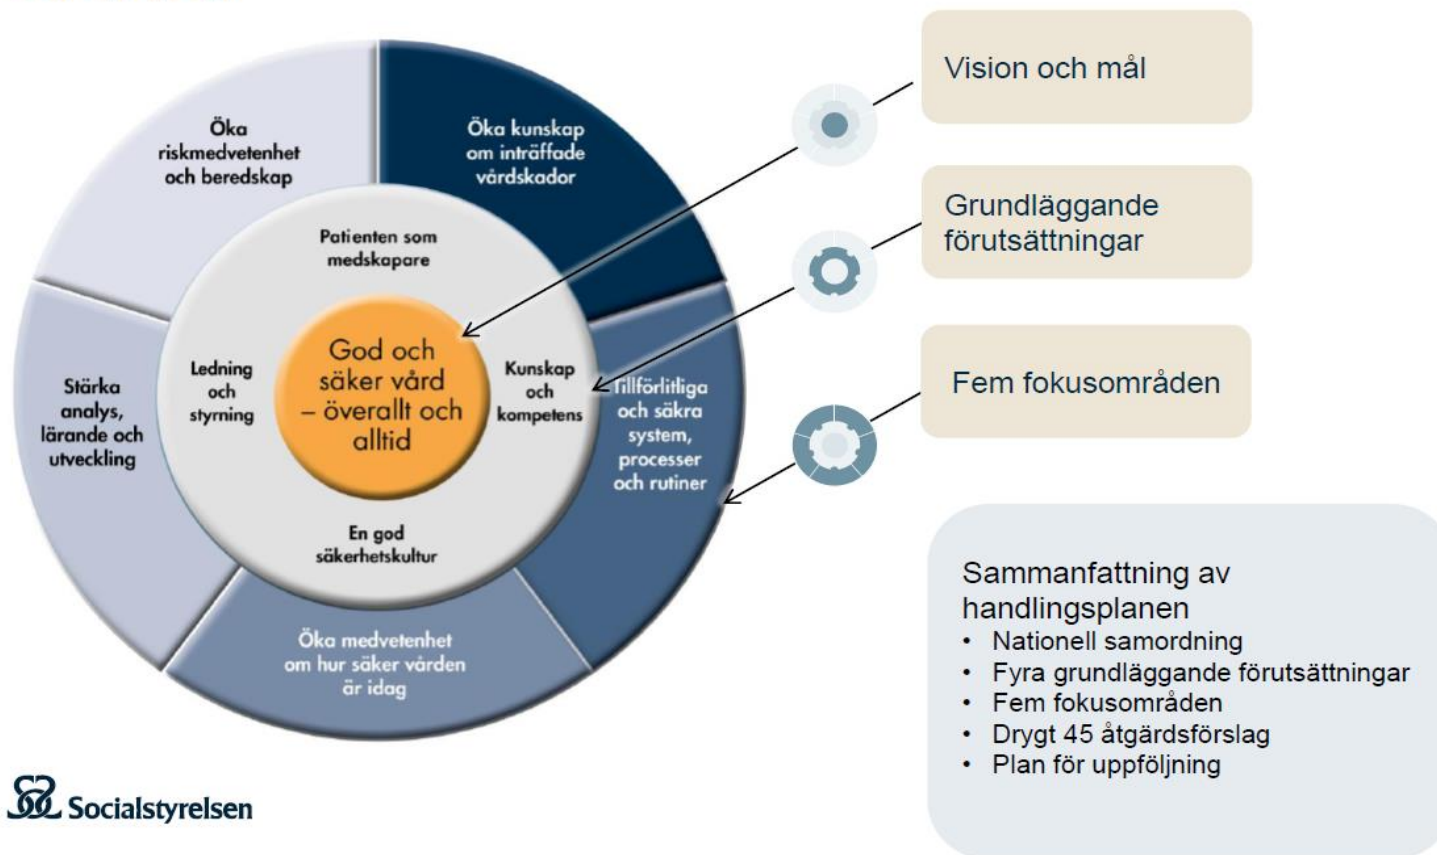 Öka
riskmedvetenhet
och beredskap
Öka kunskap
om inträffade
vårdskador
Patienten som
medskapare
God och
säker vård
– överallt och
alltid
Ledning
och
styrning
Kunskap
och
kompetens
En god
säkerhetskultur
Stärka
analys,
lärande och
utveckling
Tillförlitliga
och säkra
system,
processer
och rutiner
Öka medvetenhet
om hur säker vården
är idag
Vision och mål
Grundläggande
förutsättningar
Fem fokusområden
Sammanfattning av
handlingsplanen
• Nationell samordning
• Fyra grundläggande förutsättningar
• Fem fokusområden
• Drygt 45 åtgärdsförslag
• Plan för uppföljning
Socialstyrelsen